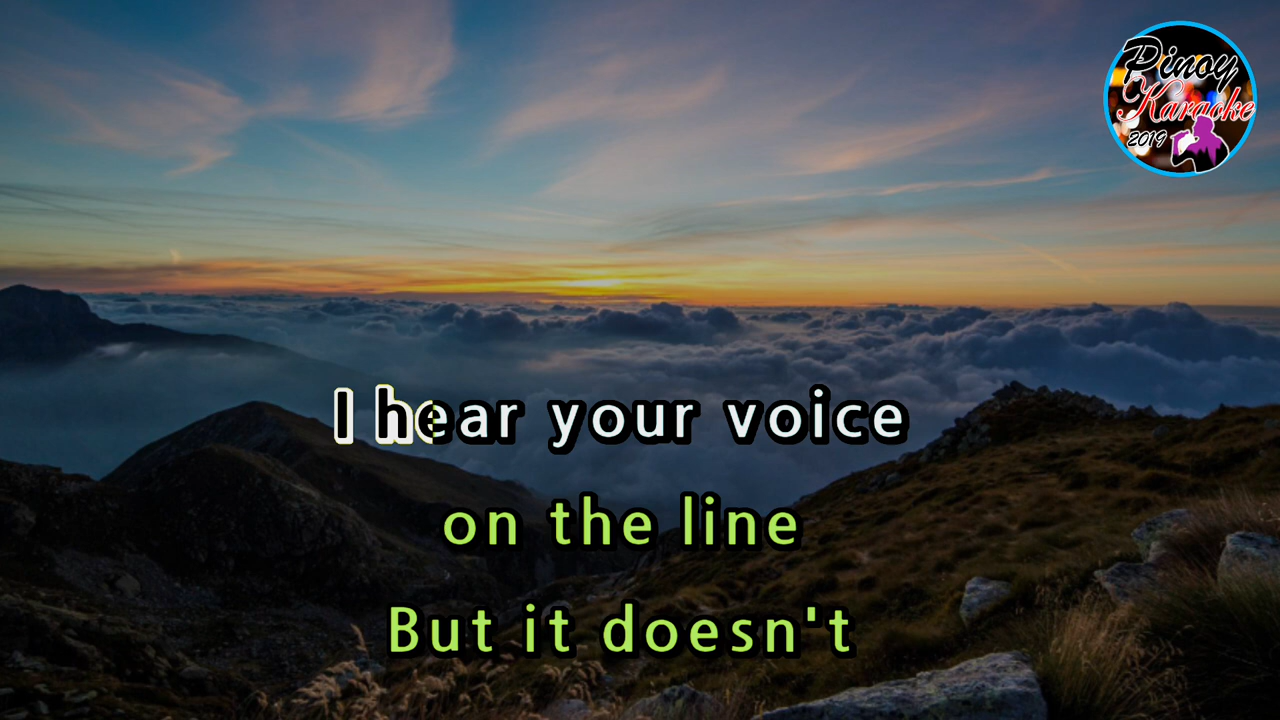 Pinoy
Karaoke
2019
I hear your voice
on the line
But it doesn't